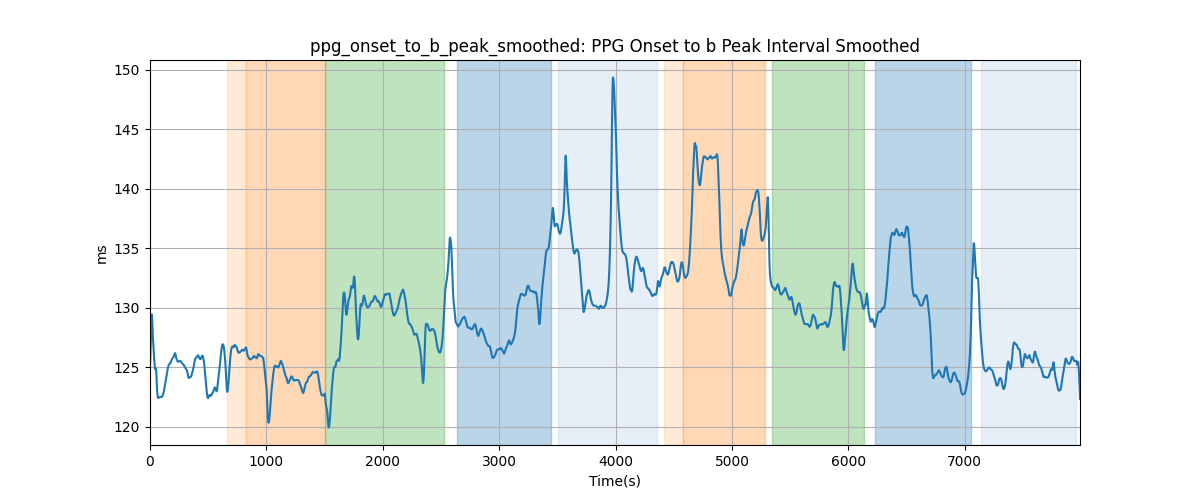 ppg_onset_to_b_peak_smoothed: PPG Onset to b Peak Interval Smoothed
150
145
140
135
130
125
120
ms
0 1000 2000 3000 4000 5000 6000 7000
Time(s)